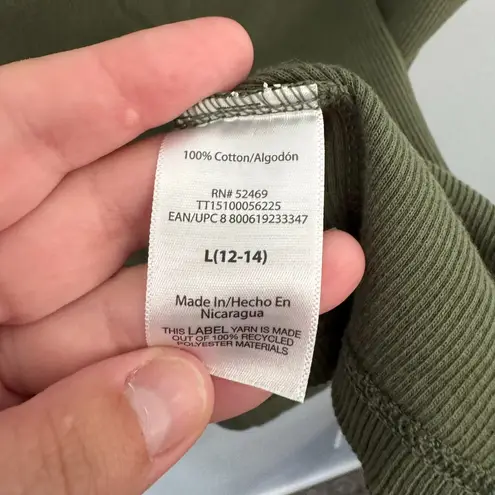 100% Cotton/Algodón
RN# 52469
TT15100056225
EAN/UPC 8 800619233347
L(12-14)
Made In/Hecho En
Nicaragua
THIS LABEL YARN IS MADE
OUT OF 100% RECYCLED
POLYESTER MATERIALS